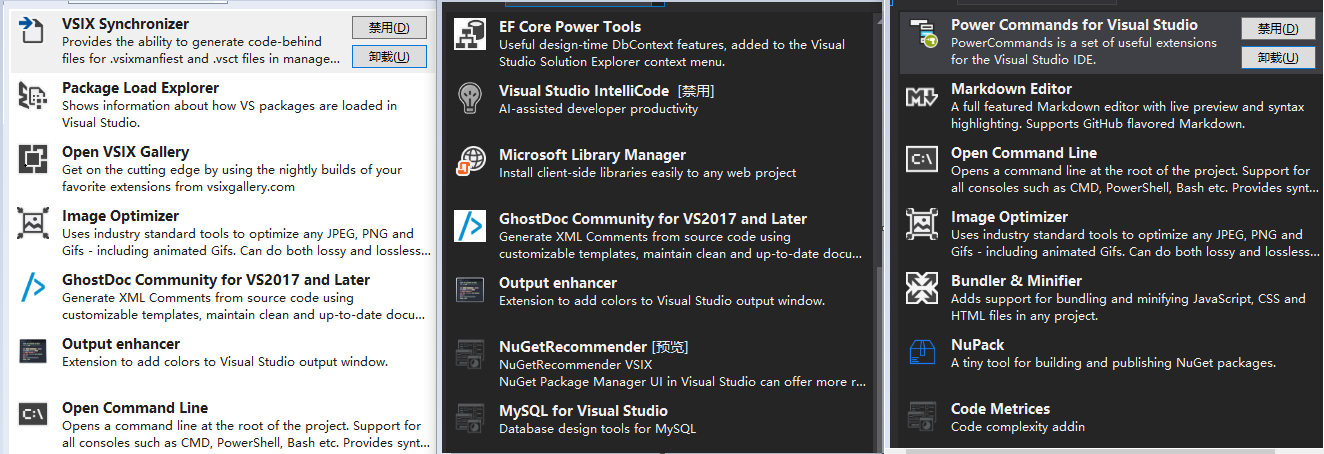 VSIX Synchronizer
Provides the ability to generate code-behind
files for .vsixmanfiest and .vsct files in manage...
禁用(D)
卸载(U)
Package Load Explorer
Shows information about how VS packages are loaded in
Visual Studio.
Open VSIX Gallery
Get on the cutting edge by using the nightly builds of your
favorite extensions from vsixgallery.com
Image Optimizer
Uses industry standard tools to optimize any JPEG, PNG and
Gifs - including animated Gifs. Can do both lossy and lossless...
GhostDoc Community for VS2017 and Later
Generate XML Comments from source code using
customizable templates, maintain clean and up-to-date docu...
Output enhancer
Extension to add colors to Visual Studio output window.
C:\
Open Command Line
Opens a command line at the root of the project. Support for
all consoles such as CMD, PowerShell, Bash etc. Provides synt...
EF Core Power Tools
Useful design-time DbContext features, added to the Visual
Studio Solution Explorer context menu.
Visual Studio IntelliCode [禁用]
AI-assisted developer productivity
Microsoft Library Manager
Install client-side libraries easily to any web project
GhostDoc Community for VS2017 and Later
Generate XML Comments from source code using
customizable templates, maintain clean and up-to-date docu...
Output enhancer
Extension to add colors to Visual Studio output window.
NuGetRecommender [预览]
NuGetRecommender VSIX
NuGet Package Manager UI in Visual Studio can offer more r...
MySQL for Visual Studio
Database design tools for MySQL
Power Commands for Visual Studio
PowerCommands is a set of useful extensions
for the Visual Studio IDE.
禁用(D)
卸载(U)
Markdown Editor
A full featured Markdown editor with live preview and syntax
highlighting. Supports GitHub flavored Markdown.
C:\
Open Command Line
Opens a command line at the root of the project. Support for
all consoles such as CMD, PowerShell, Bash etc. Provides synt...
Image Optimizer
Uses industry standard tools to optimize any JPEG, PNG and
Gifs - including animated Gifs. Can do both lossy and lossless...
Bundler & Minifier
Adds support for bundling and minifying JavaScript, CSS and
HTML files in any project.
NuPack
A tiny tool for building and publishing NuGet packages.
Code Metrices
Code complexity addin